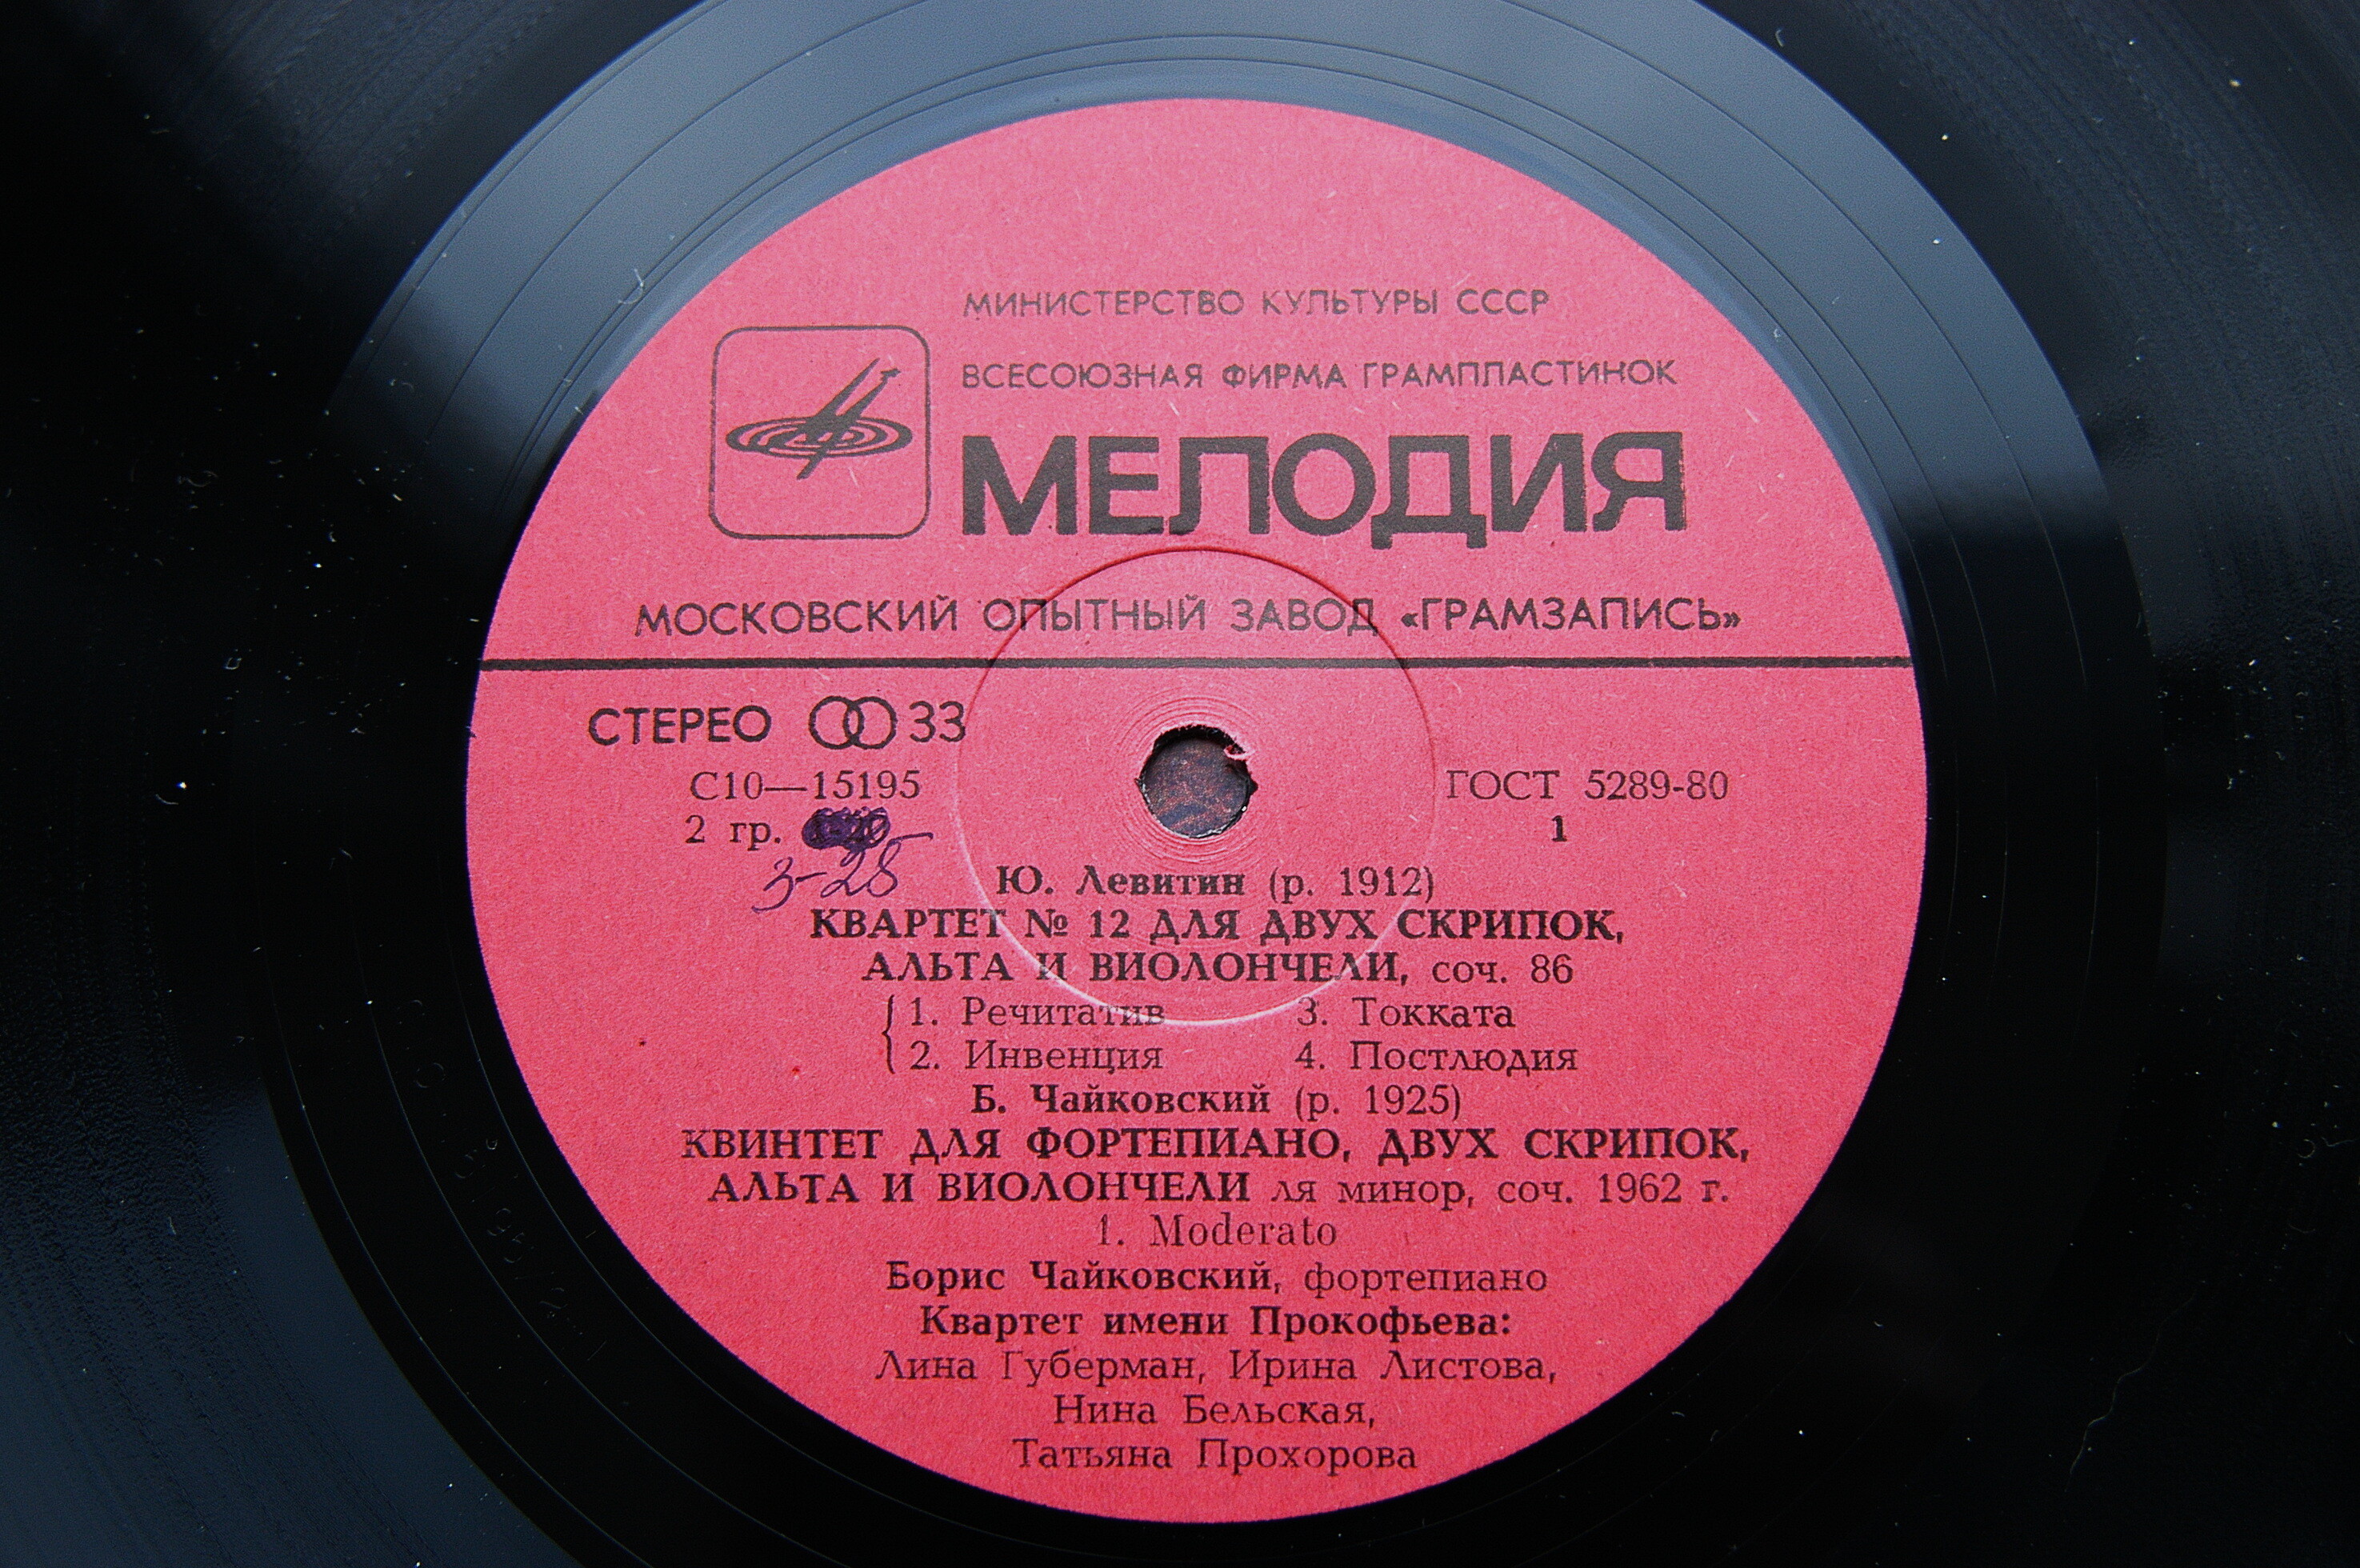 МИНИСТЕРСТВО КУЛЬТУРЫ СССР
ВСЕСОЮЗНАЯ ФИРМА ГРАМПЛАСТИНОК
МЕЛОДИЯ
МОСКОВСКИЙ ОПЫТНЫЙ ЗАВОД «ГРАМЗАПИСЬ»
СТЕРЕО 33
С10—15195 ГОСТ 5289-80
2 гр. 1
3-28
Ю. Левитин (р. 1912)
КВАРТЕТ № 12 ДЛЯ ДВУХ СКРИПОК,
АЛЬТА И ВИОЛОНЧЕЛИ, соч. 86
1. Речитатив 3. Токката
2. Инвенция 4. Постлюдия
Б. Чайковский (р. 1925)
КВИНТЕТ ДЛЯ ФОРТЕПИАНО, ДВУХ СКРИПОК,
АЛЬТА И ВИОЛОНЧЕЛИ ля минор, соч. 1962 г.
1. Moderato
Борис Чайковский, фортепиано
Квартет имени Прокофьева:
Лина Губерман, Ирина Листова,
Нина Бельская,
Татьяна Прохорова